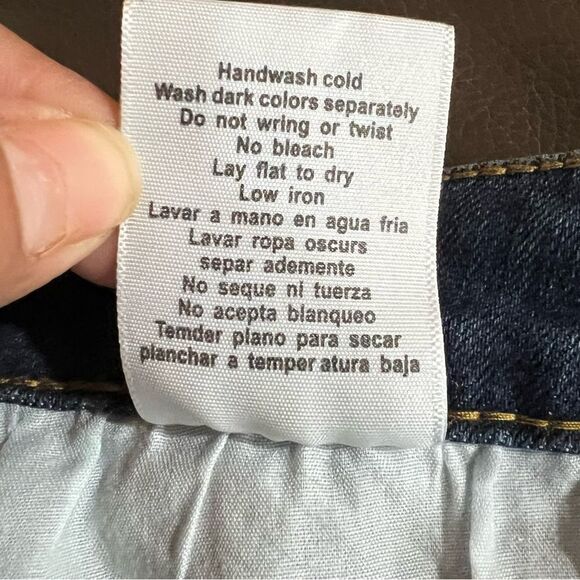 Handwash cold
Wash dark colors separately
Do not wring or twist
No bleach
Lay flat to dry
Low iron
Lavar a mano en agua fria
Lavar ropa oscurs
separ ademente
No seque ni tuerza
No acepta blanqueo
Temder plano para secar
planchar a temper atura baja